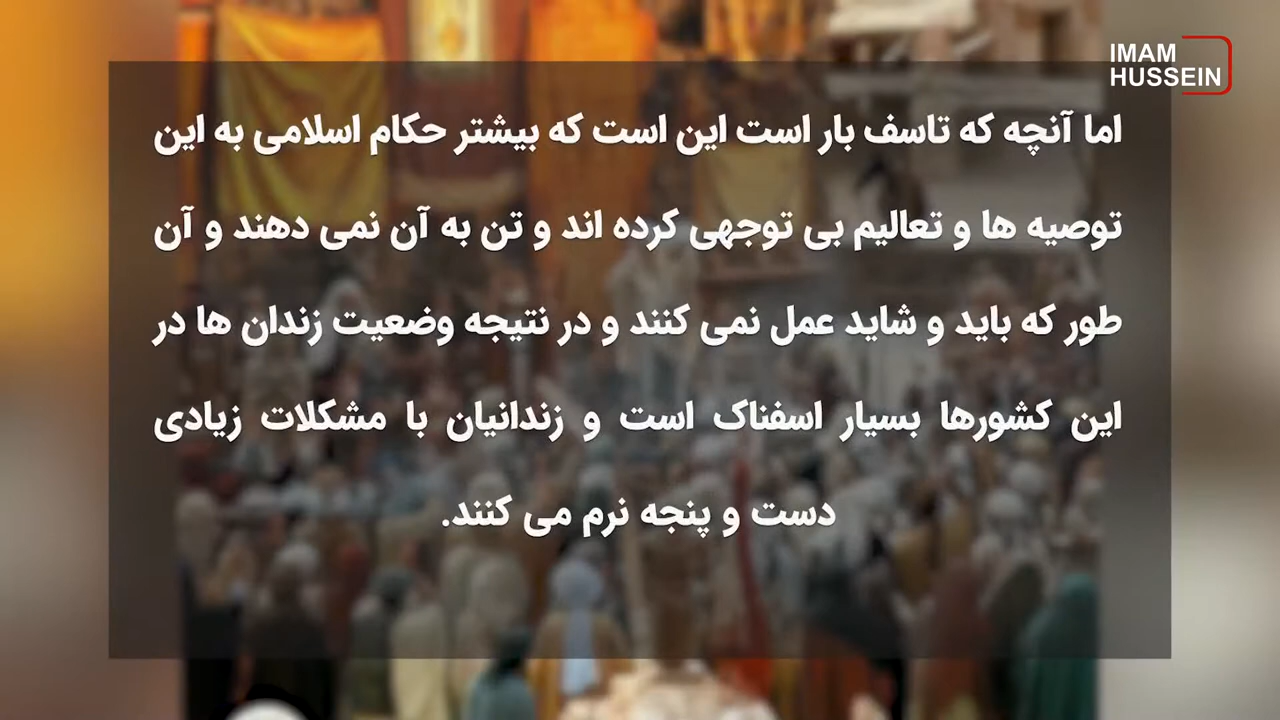 IMAM
HUSSEIN
اما آنچه که تاسف بار است این است که بیشتر حکام اسلامی به این
توصیه ها و تعالیم بی توجهی کرده اند و تن به آن نمی دهند و آن
طور که باید و شاید عمل نمی کنند و در نتیجه وضعیت زندان ها در
این کشورها بسیار اسفناک است و زندانیان با مشکلات زیادی
دست و پنجه نرم می کنند.